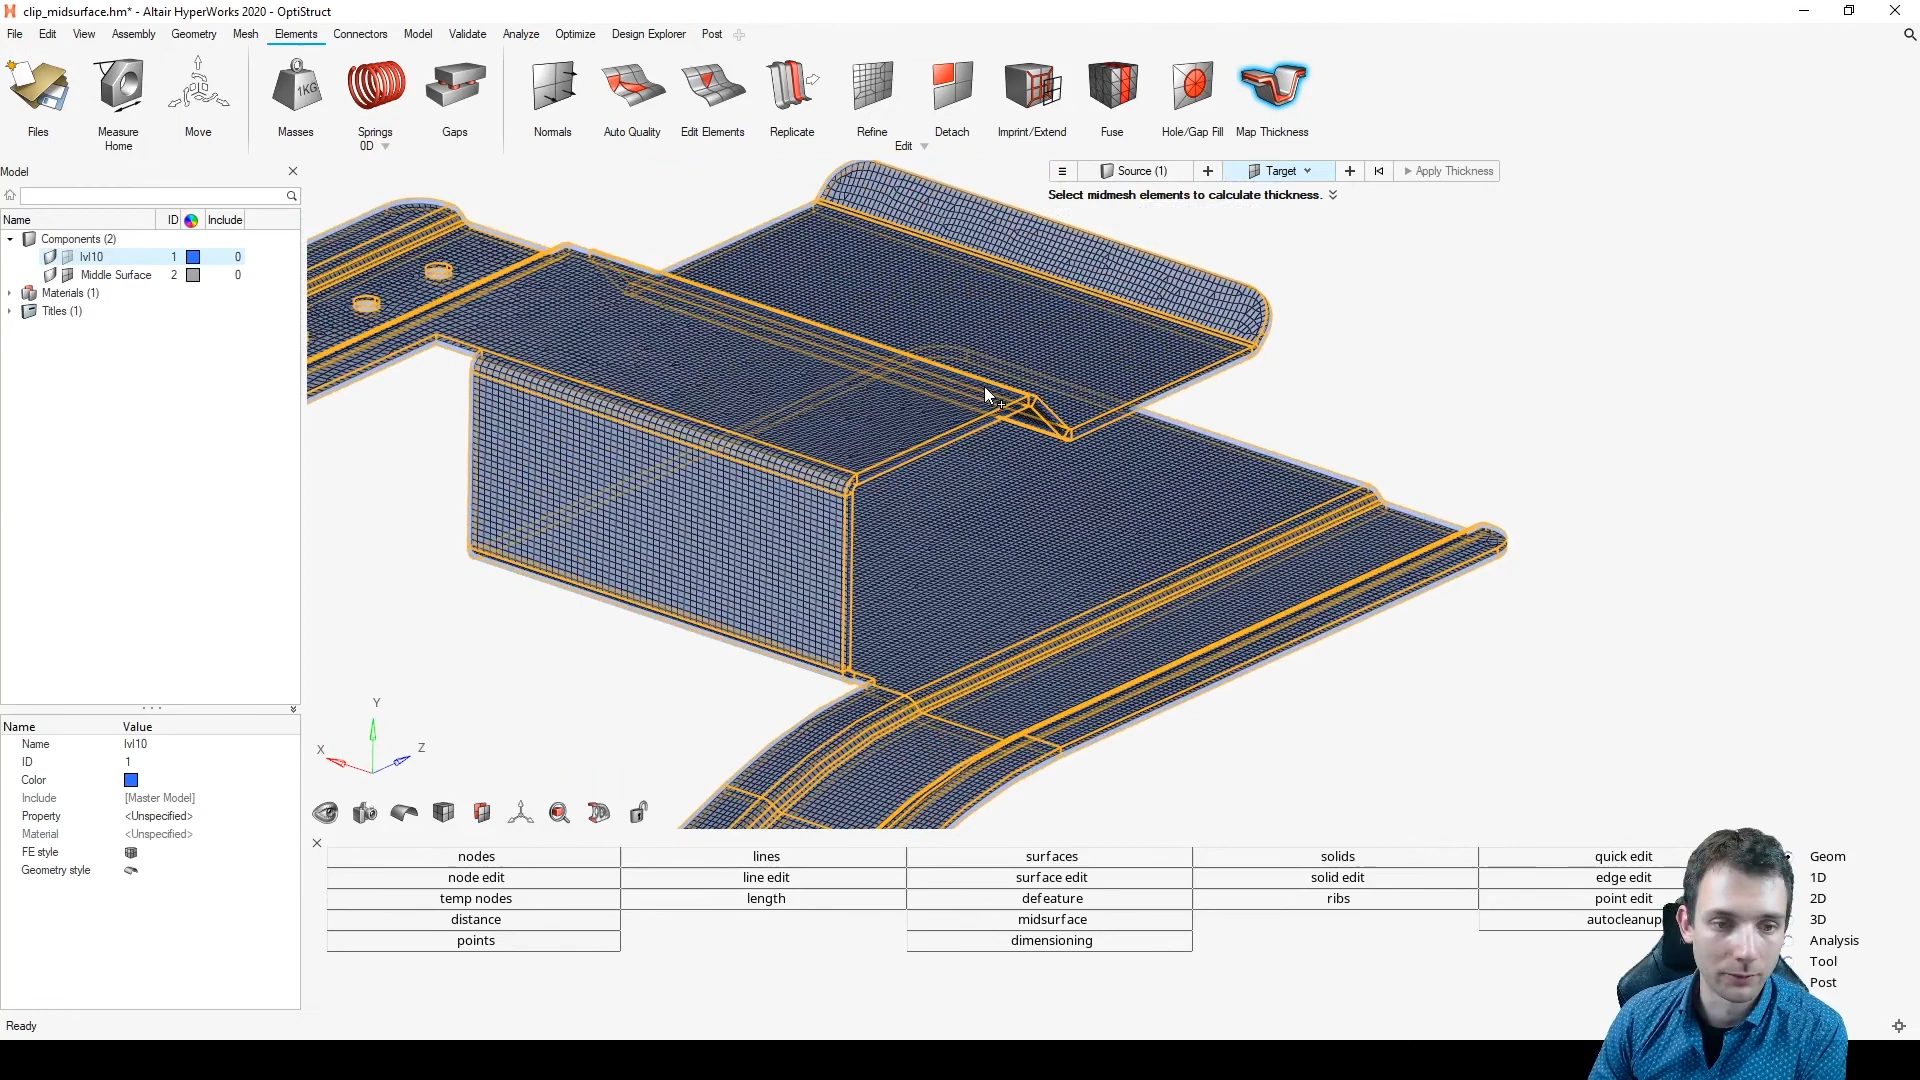 clip_midsurface.hm* - Altair HyperWorks 2020 - OptiStruct
File Edit View Assembly Geometry Mesh Elements Connectors Model Validate Analyze Optimize Design Explorer Post
1KG
Files Measure Move Masses Springs Gaps Normals Auto Quality Edit Elements Replicate Refine Detach Imprint/Extend Fuse Hole/Gap Fill Map Thickness
Home 0D Edit
Model
Source (1) + Target + Apply Thickness
Select midmesh elements to calculate thickness.
Name ID Include
Components (2)
lvl10 1 0
Middle Surface 2 0
Materials (1)
Titles (1)
Name Value
Name lvl10
ID 1
Color
Include [Master Model]
Property <Unspecified>
Material <Unspecified>
FE style
Geometry style
Y
X
Z
nodes lines surfaces solids quick edit Geom
node edit line edit surface edit solid edit edge edit 1D
temp nodes length defeature ribs point edit 2D
distance midsurface autocleanup 3D
points dimensioning Analysis
Tool
Post
Ready